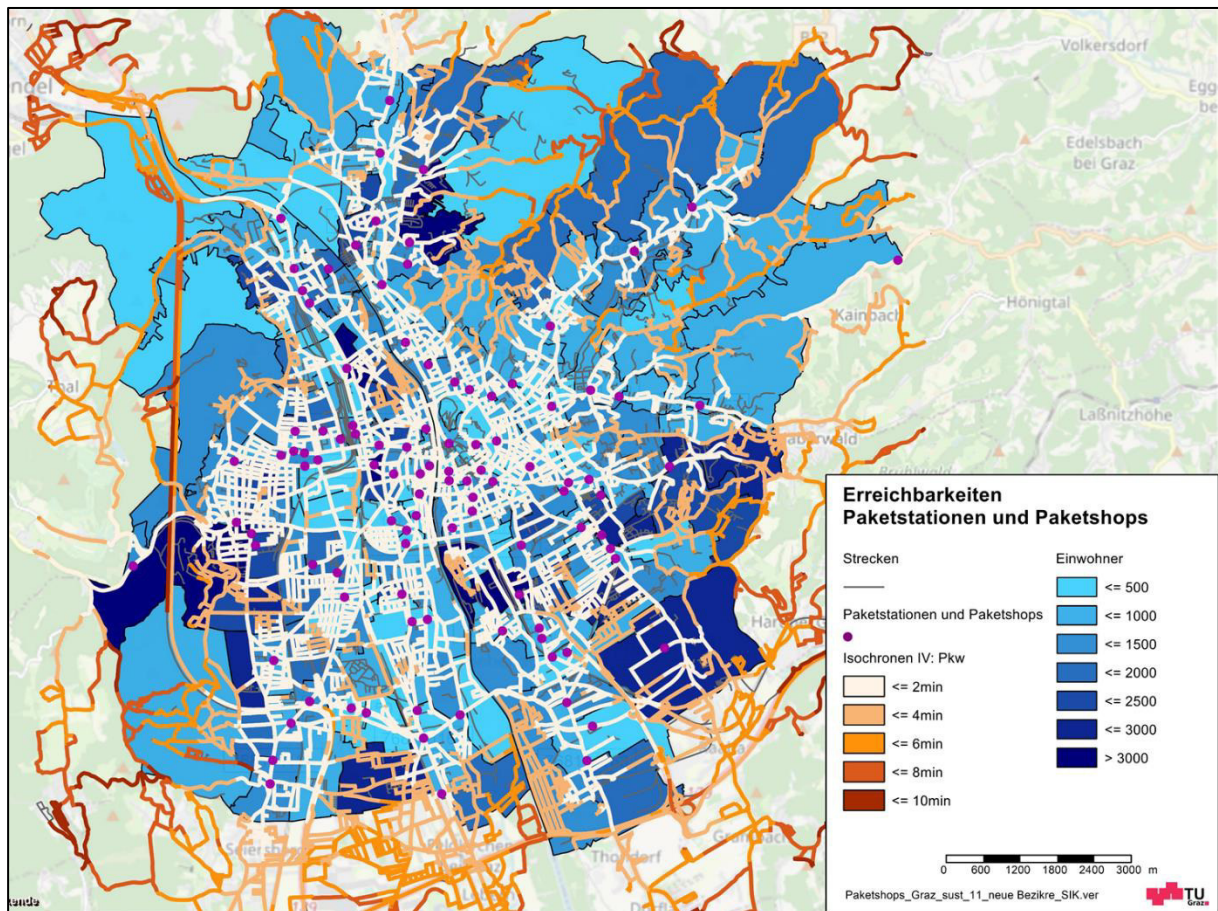 Volkersdorf
Edelsbach
bei Graz
Hönigtal
Kainbach
Laßnitzhöhe
Thal
Erreichbarkeiten
Paketstationen und Paketshops
Strecken
Paketstationen und Paketshops
Isochronen IV: Pkw
<= 2min
<= 4min
<= 6min
<= 8min
<= 10min
Einwohner
<= 500
<= 1000
<= 1500
<= 2000
<= 2500
<= 3000
> 3000
0 600 1200 1800 2400 3000 m
Paketshops_Graz_sust_11_neue Bezikre_SIK.ver
TU
Graz